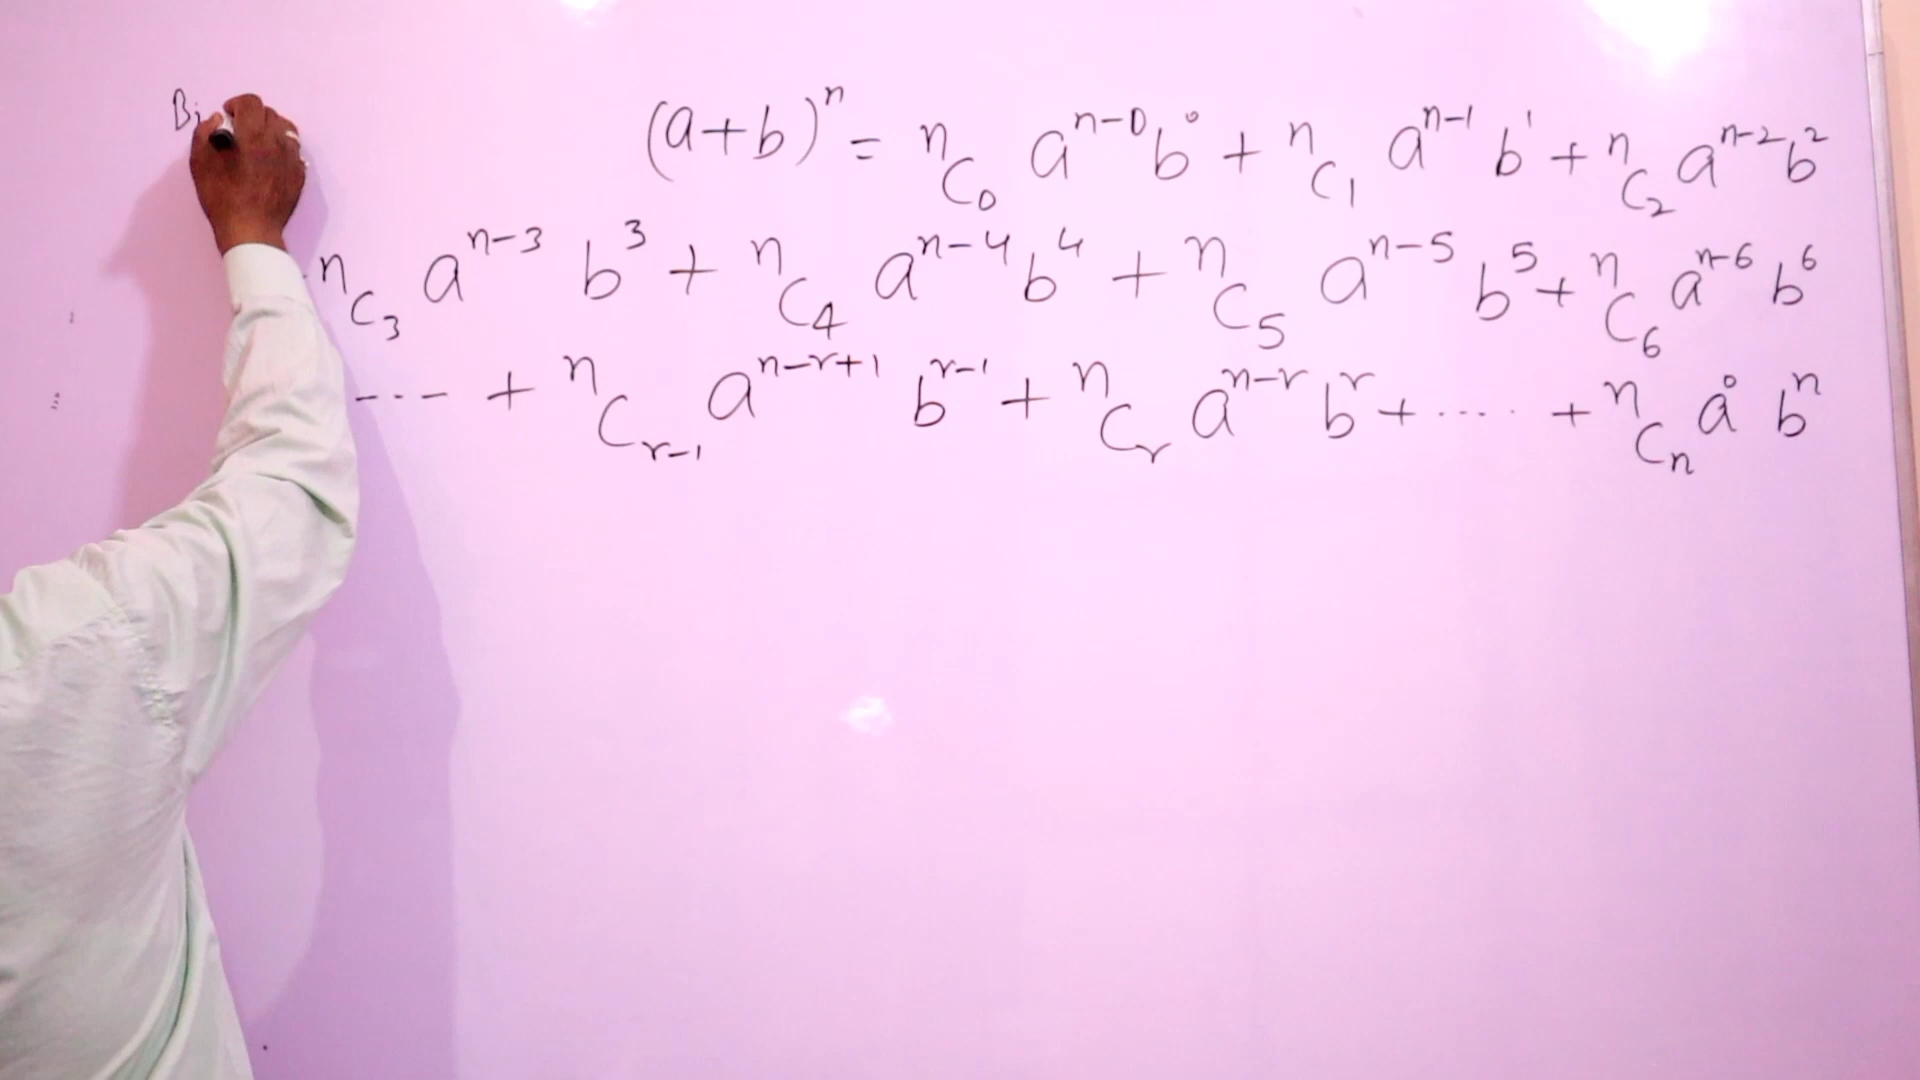 Bi
(a+b)ⁿ = ⁿC₀ aⁿ⁻⁰ b⁰ + ⁿC₁ aⁿ⁻¹ b¹ + ⁿC₂ aⁿ⁻² b²
ⁿC₃ aⁿ⁻³ b³ + ⁿC₄ aⁿ⁻⁴ b⁴ + ⁿC₅ aⁿ⁻⁵ b⁵ + ⁿC₆ aⁿ⁻⁶ b⁶
---- + ⁿCᵣ₋₁ aⁿ⁻ʳ⁺¹ bʳ⁻¹ + ⁿCᵣ aⁿ⁻ʳ bʳ + ..... + ⁿCₙ a⁰ bⁿ